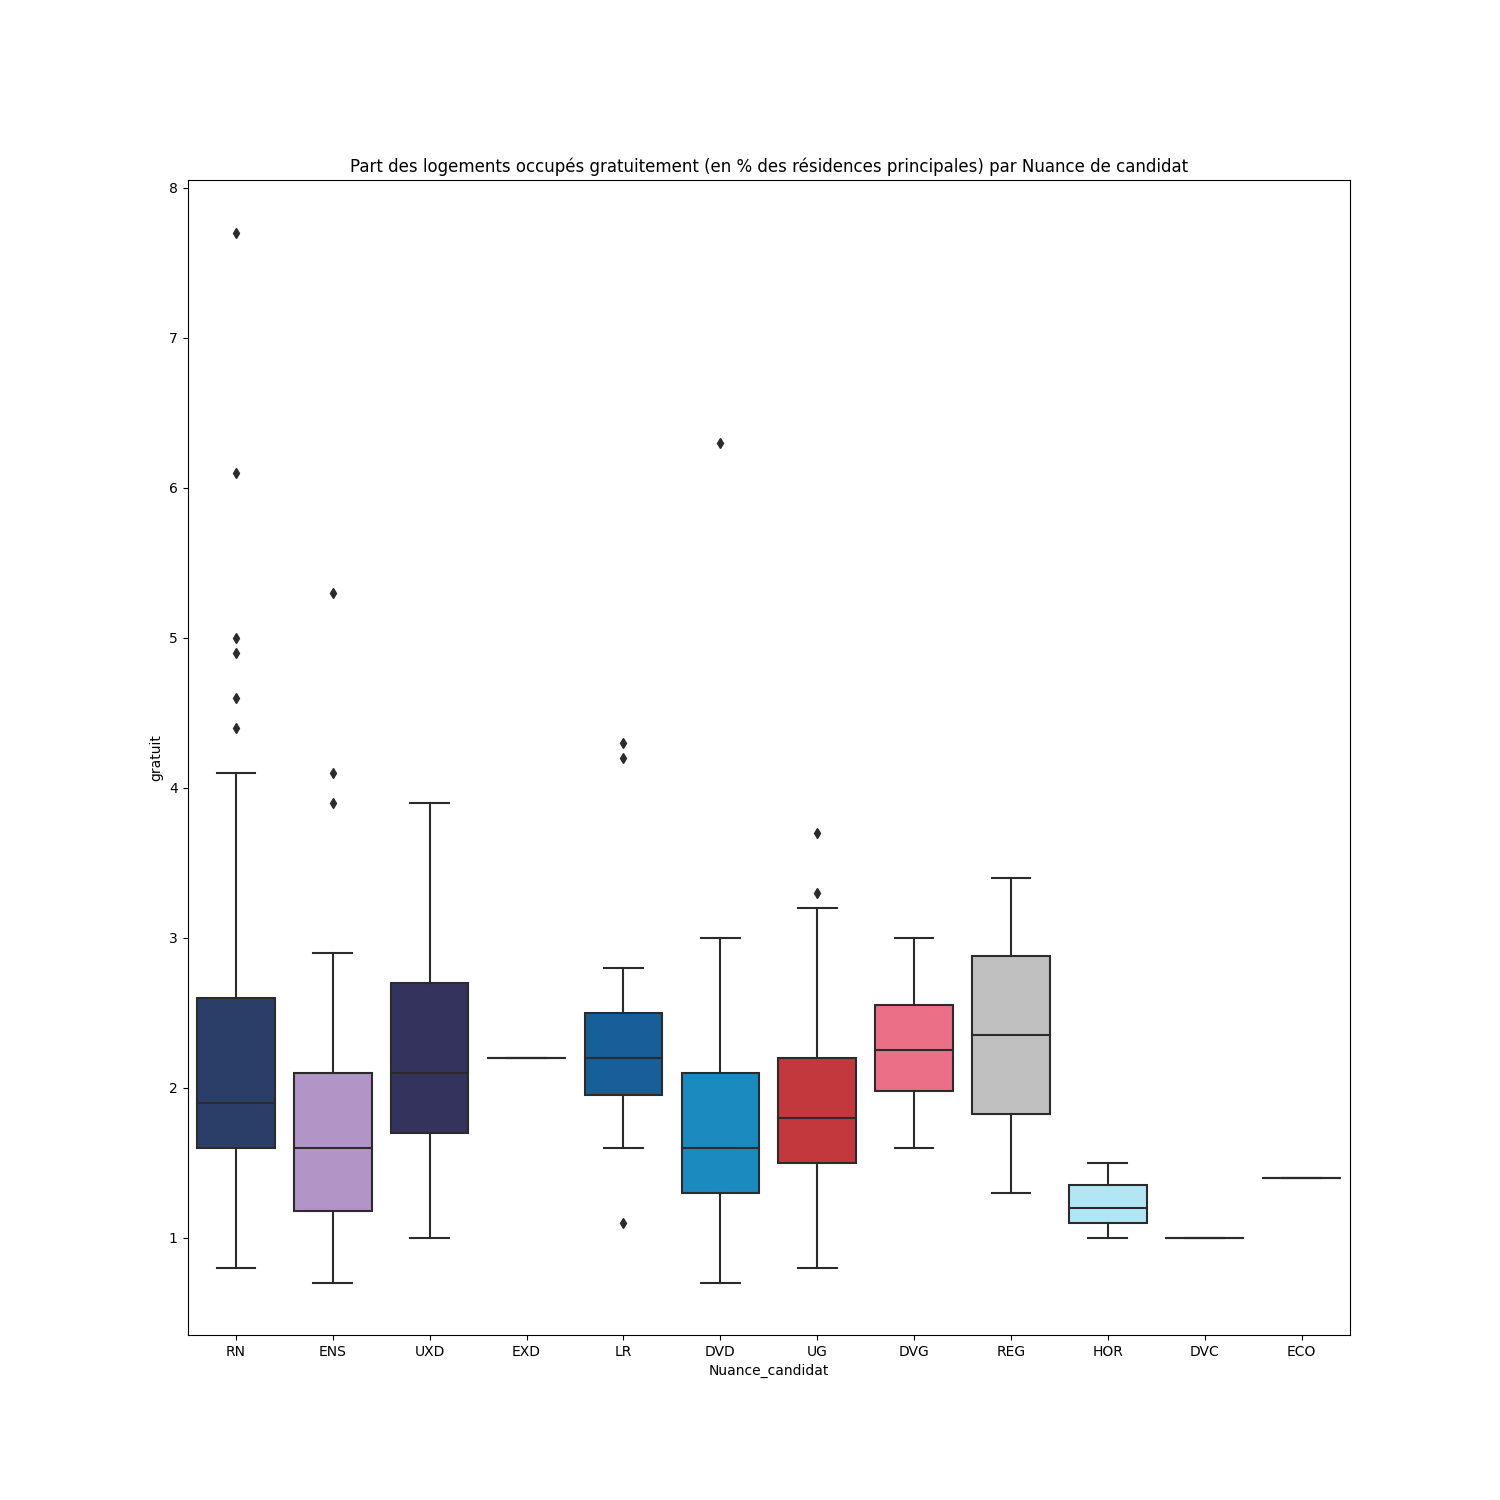 Part des logements occupés gratuitement (en % des résidences principales) par Nuance de candidat
8
7
6
5
4
3
2
1
gratuit
RN ENS UXD EXD LR DVD UG DVG REG HOR DVC ECO
Nuance_candidat